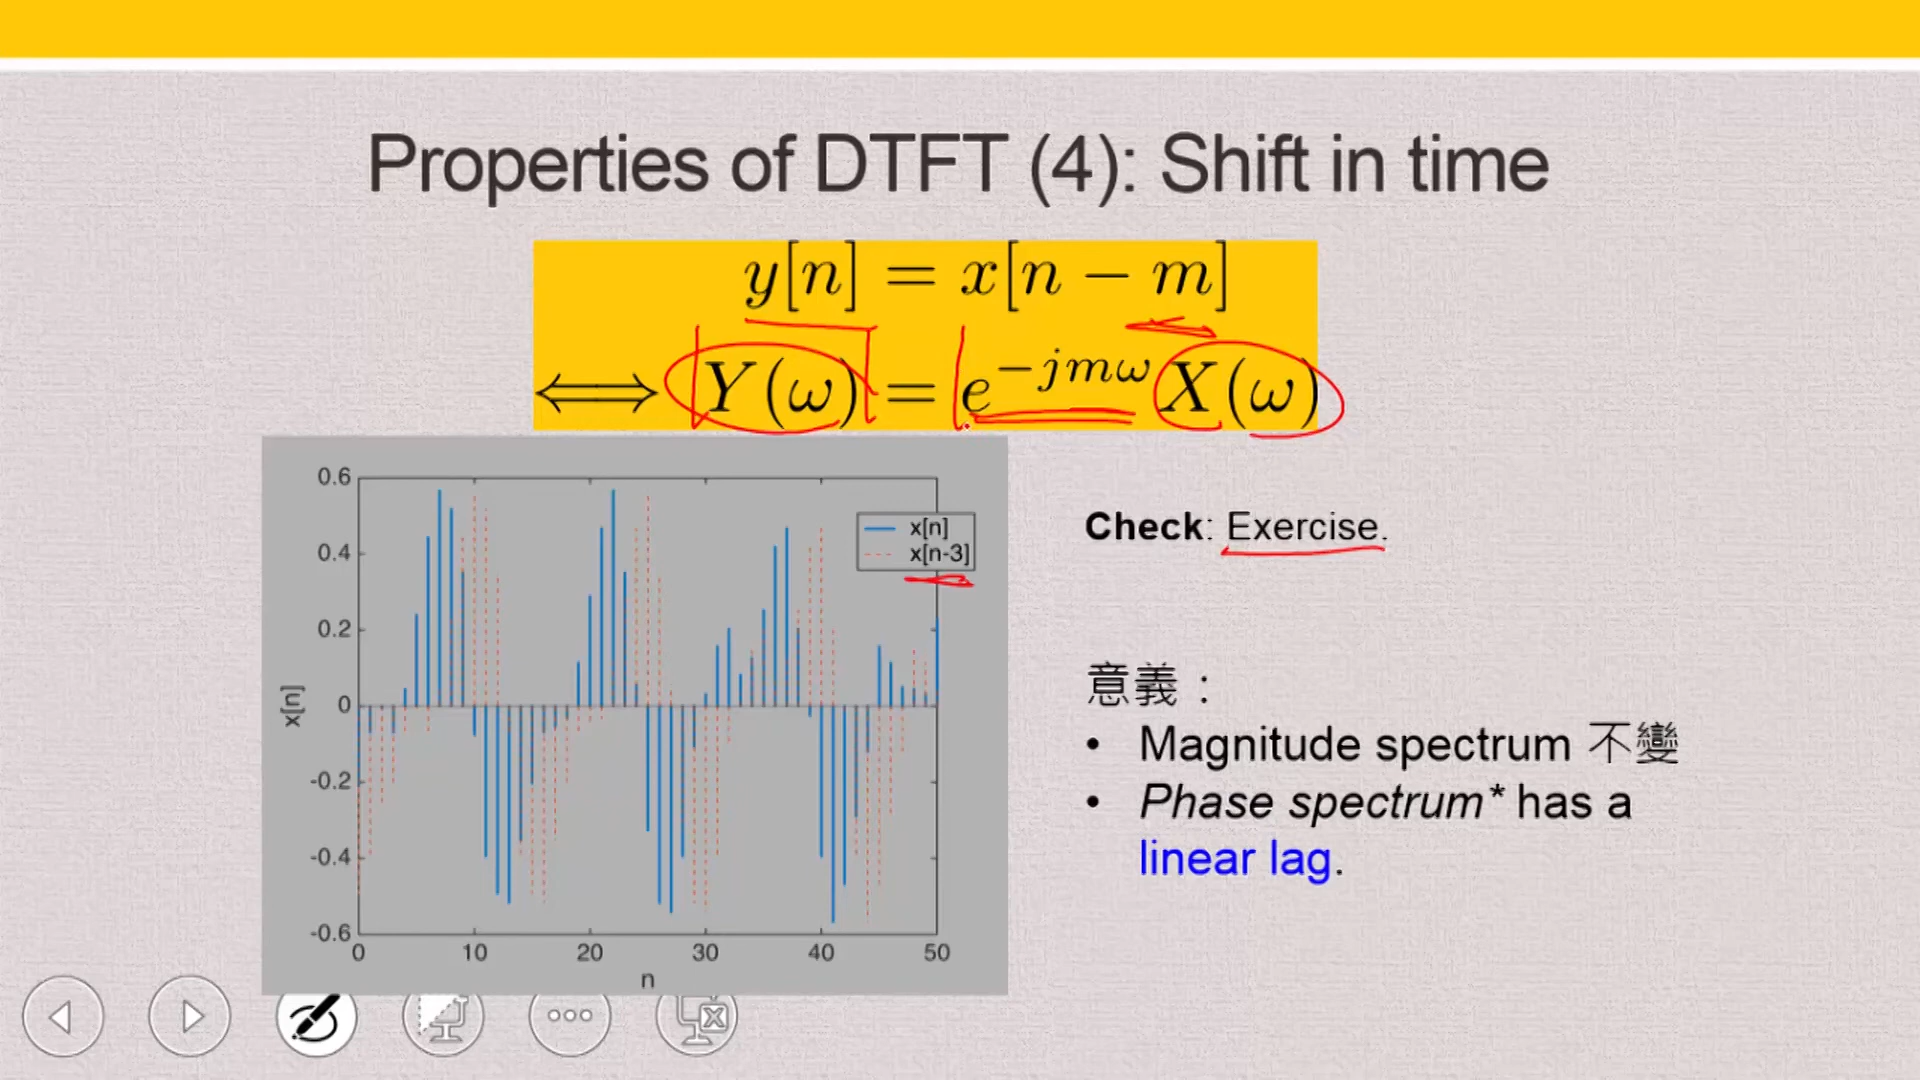 Properties of DTFT (4): Shift in time
y[n] = x[n − m]
⟺ Y(ω) = e^{−jmω} X(ω)
0.6
0.4
0.2
0
-0.2
-0.4
-0.6
x[n]
0 10 20 30 40 50
n
x[n]
x[n-3]
Check: Exercise.
意義：
• Magnitude spectrum 不變
• Phase spectrum* has a
linear lag.